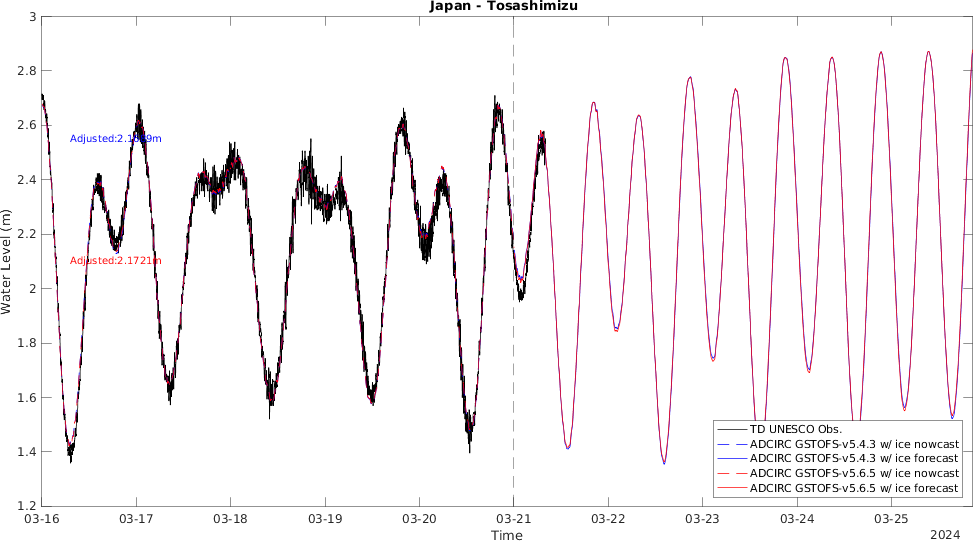 Japan - Tosashimizu
Water Level (m)
3
2.8
2.6
2.4
2.2
2
1.8
1.6
1.4
1.2
Adjusted:2.1721m
TD UNESCO Obs.
ADCIRC GSTOFS-v5.4.3 w/ ice nowcast
ADCIRC GSTOFS-v5.4.3 w/ ice forecast
ADCIRC GSTOFS-v5.6.5 w/ ice nowcast
ADCIRC GSTOFS-v5.6.5 w/ ice forecast
03-16 03-17 03-18 03-19 03-20 03-21 03-22 03-23 03-24 03-25
Time
2024